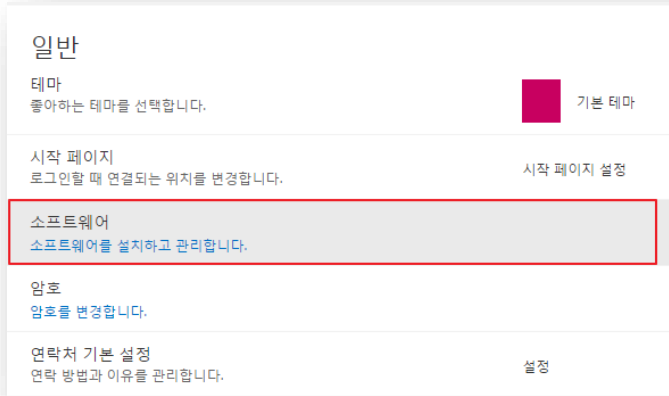 일반
테마
좋아하는 테마를 선택합니다.
기본 테마
시작 페이지
로그인할 때 연결되는 위치를 변경합니다.
시작 페이지 설정
소프트웨어
소프트웨어를 설치하고 관리합니다.
암호
암호를 변경합니다.
연락처 기본 설정
연락 방법과 이유를 관리합니다.
설정